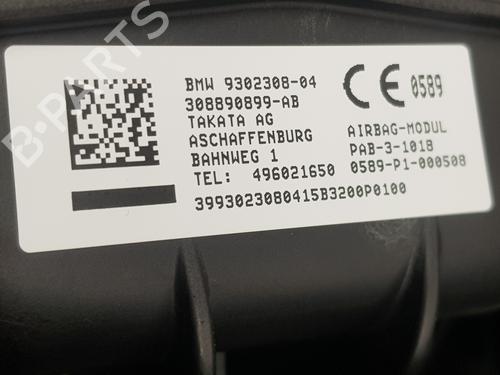 B-PARTS
BMW 9302308-04
308890899-AB
TAKATA AG
ASCHAFFENBURG
BAHNWEG 1
TEL: 496021650
CE 0589
AIRBAG-MODUL
PAB-3-1018
0589-P1-000508
3993023080415B3200P0100